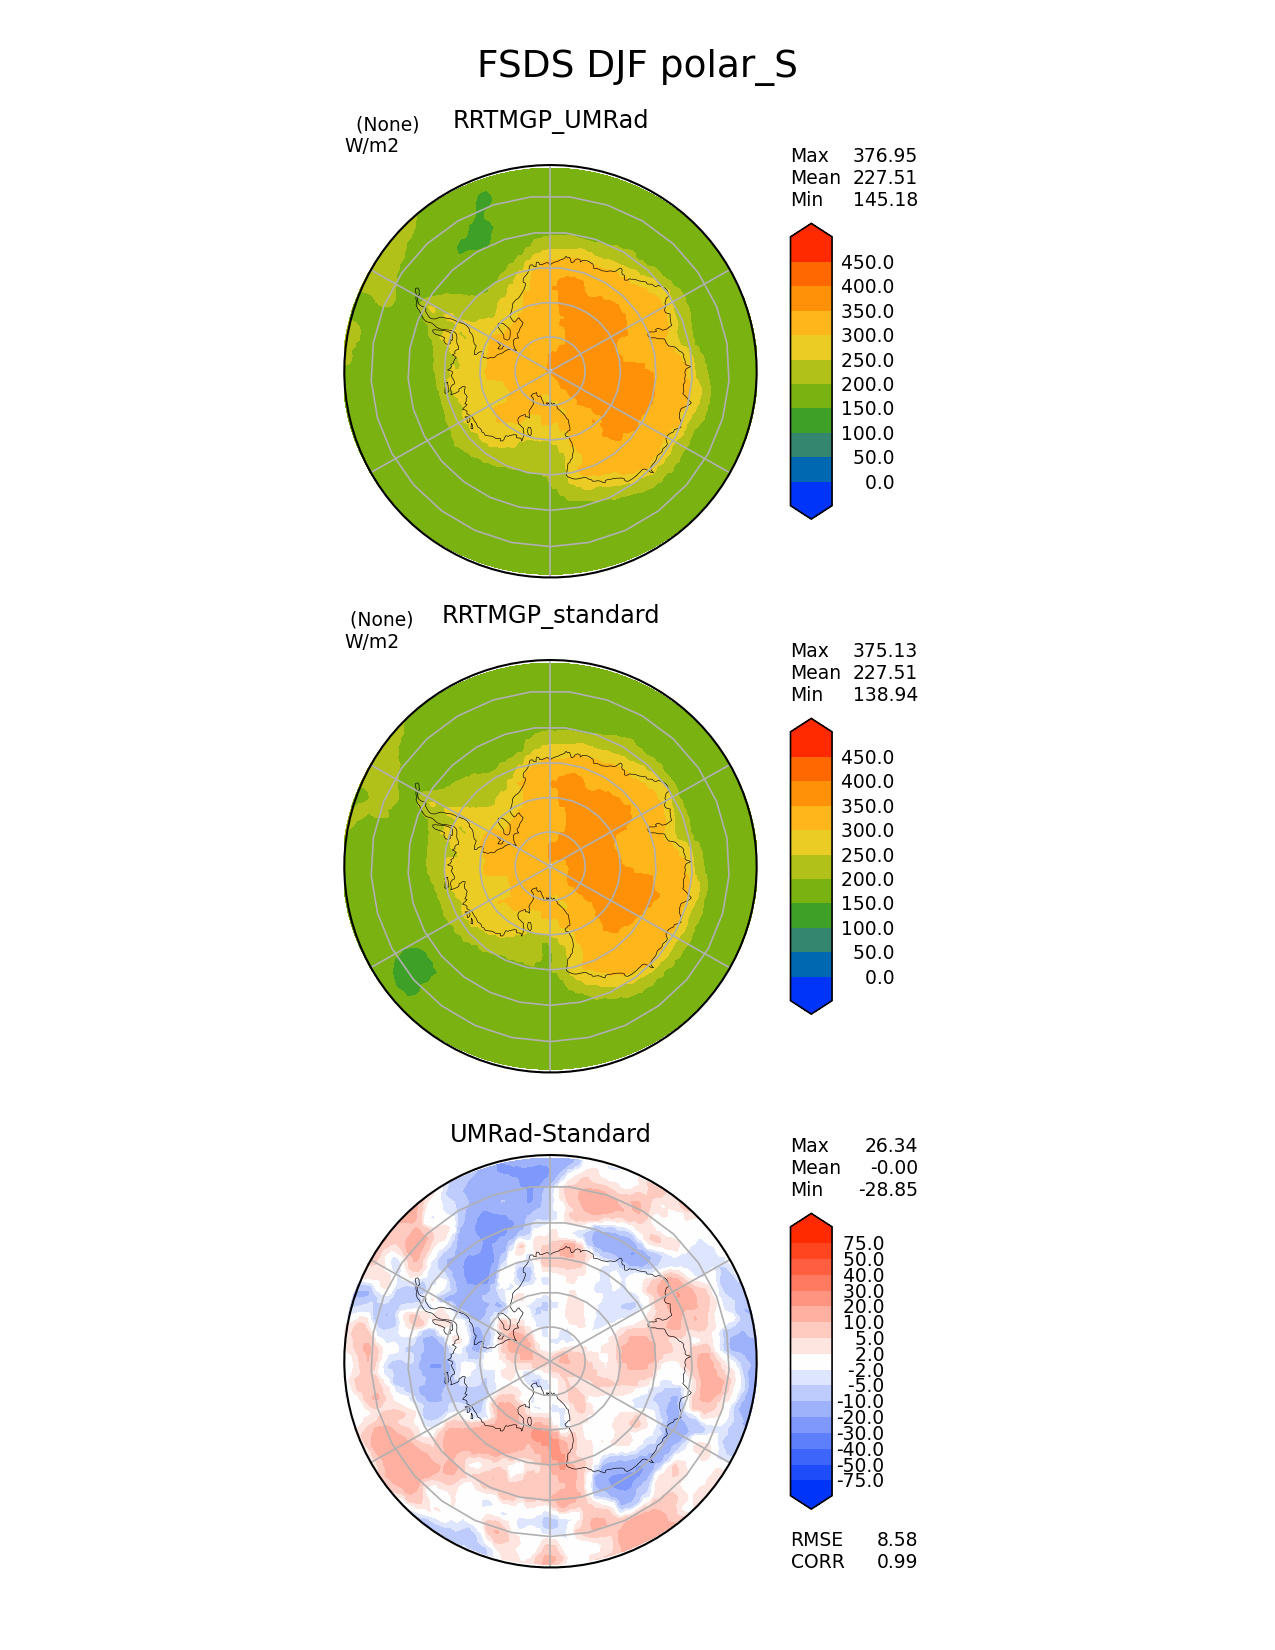 FSDS DJF polar_S
(None) RRTMGP_UMRad
W/m2
Max 376.95
Mean 227.51
Min 145.18
450.0
400.0
350.0
300.0
250.0
200.0
150.0
100.0
50.0
0.0
(None) RRTMGP_standard
W/m2
Max 375.13
Mean 227.51
Min 138.94
450.0
400.0
350.0
300.0
250.0
200.0
150.0
100.0
50.0
0.0
UMRad-Standard
Max 26.34
Mean -0.00
Min -28.85
75.0
50.0
40.0
30.0
20.0
10.0
5.0
2.0
-2.0
-5.0
-10.0
-20.0
-30.0
-40.0
-50.0
-75.0
RMSE 8.58
CORR 0.99